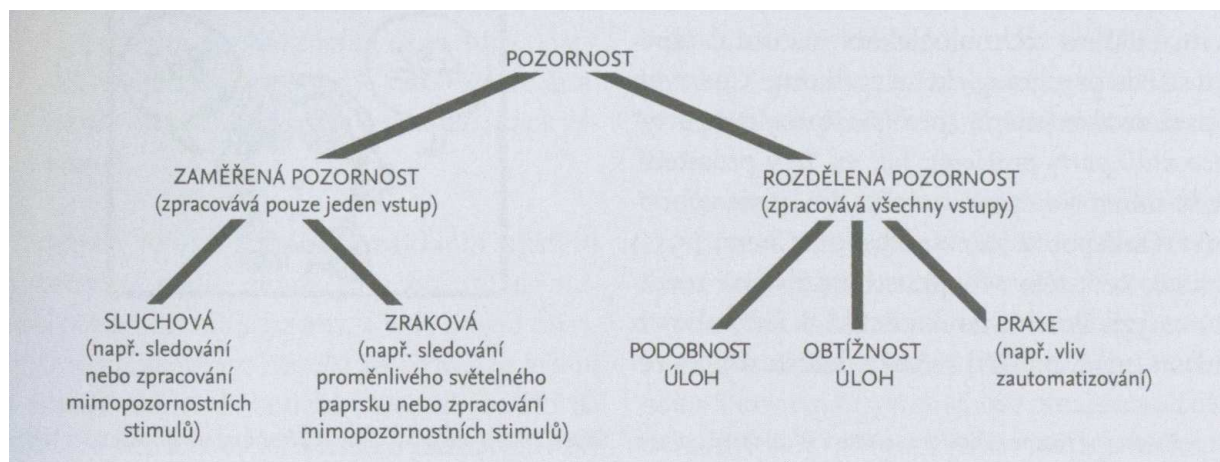 POZORNOST
ZAMĚŘENÁ POZORNOST
(zpracovává pouze jeden vstup)
ROZDĚLENÁ POZORNOST
(zpracovává všechny vstupy)
SLUCHOVÁ
(např. sledování
nebo zpracování
mimopozornostních
stimulů)
ZRAKOVÁ
(např. sledování
proměnlivého světelného
paprsku nebo zpracování
mimopozornostních stimulů)
PODOBNOST
ÚLOH
OBTÍŽNOST
ÚLOH
PRAXE
(např. vliv
zautomatizování)